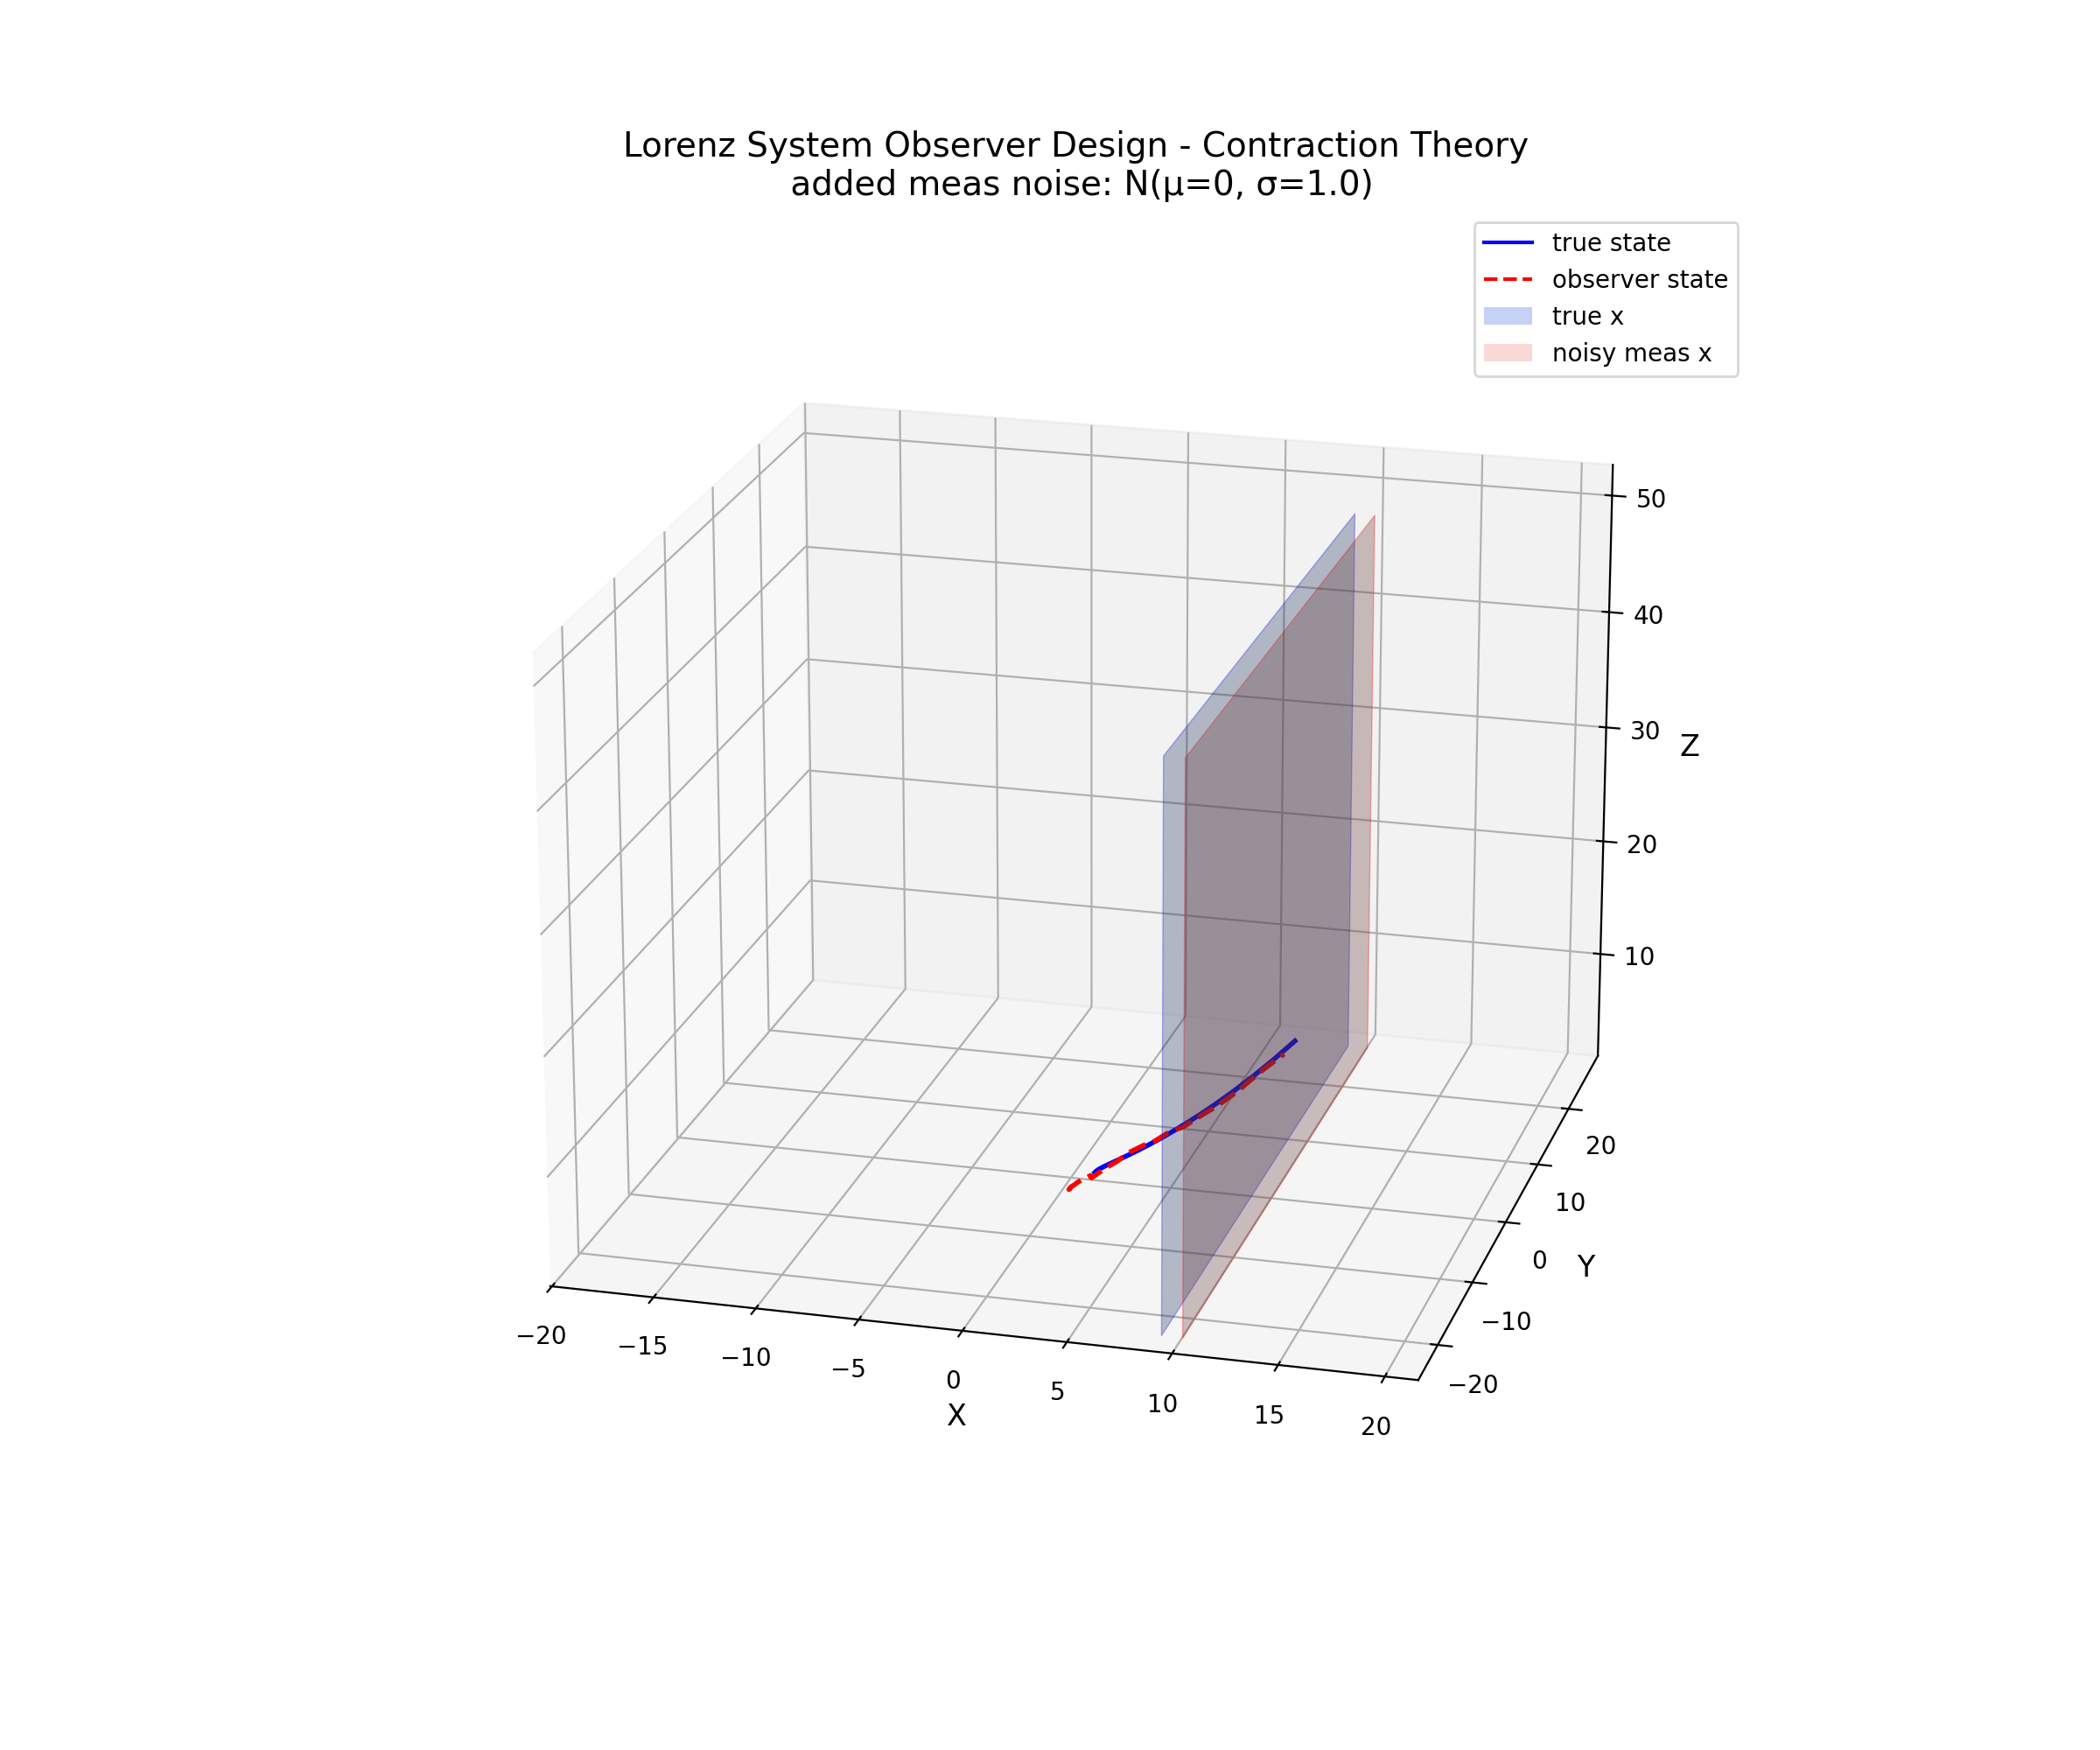 Lorenz System Observer Design - Contraction Theory
added meas noise: N(μ=0, σ=1.0)
true state
observer state
true x
noisy meas x
50
40
30
Z
20
10
20
10
0
Y
−10
−20
−20
−15
−10
−5
0
5
10
15
20
X